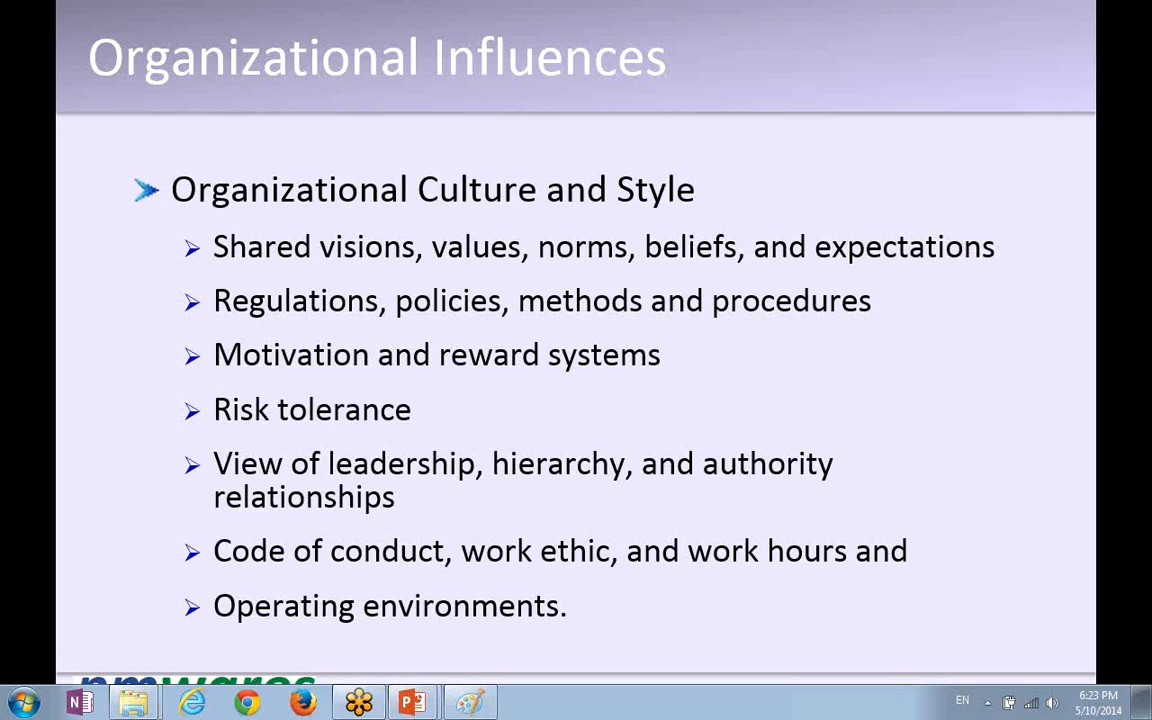 Organizational Influences
Organizational Culture and Style
Shared visions, values, norms, beliefs, and expectations
Regulations, policies, methods and procedures
Motivation and reward systems
Risk tolerance
View of leadership, hierarchy, and authority
relationships
Code of conduct, work ethic, and work hours and
Operating environments.
pmwares
EN
6:23 PM
5/10/2014